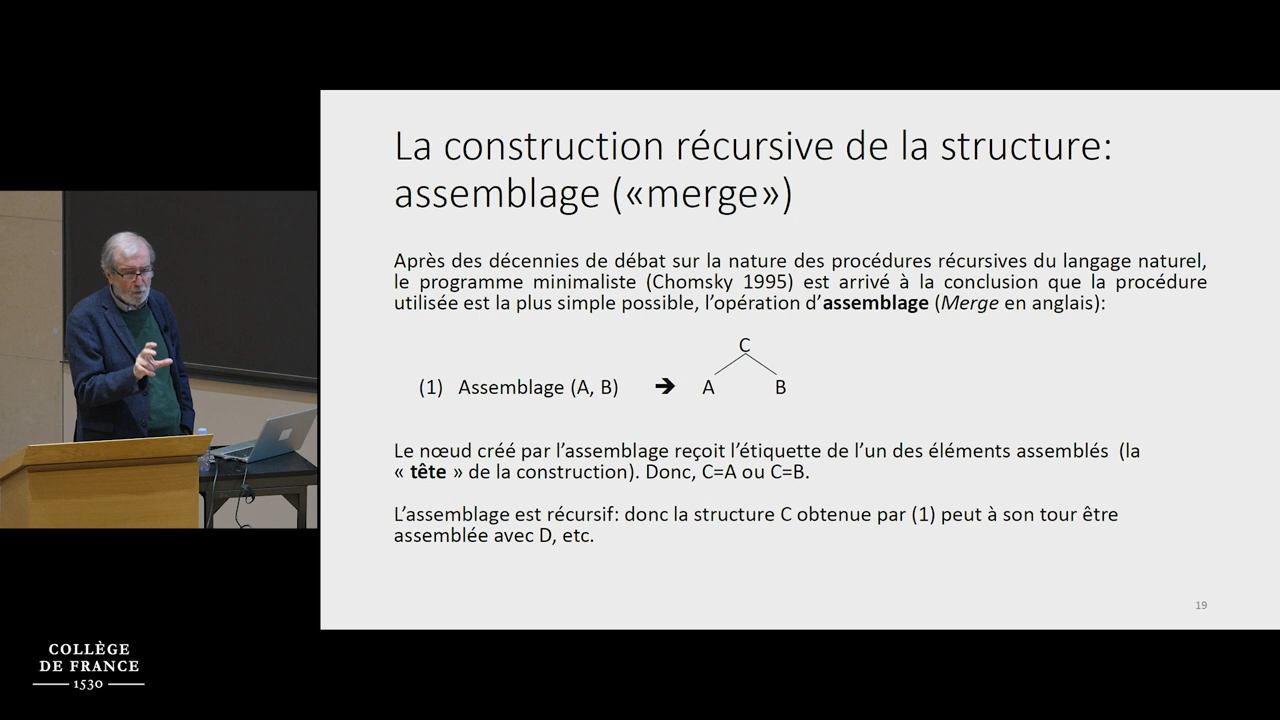 La construction récursive de la structure:
assemblage («merge»)
Après des décennies de débat sur la nature des procédures récursives du langage naturel,
le programme minimaliste (Chomsky 1995) est arrivé à la conclusion que la procédure
utilisée est la plus simple possible, l’opération d’assemblage (Merge en anglais):
C
(1) Assemblage (A, B) ➔ A B
Le nœud créé par l’assemblage reçoit l’étiquette de l’un des éléments assemblés (la
« tête » de la construction). Donc, C=A ou C=B.
L’assemblage est récursif: donc la structure C obtenue par (1) peut à son tour être
assemblée avec D, etc.
19
COLLÈGE
DE FRANCE
1530